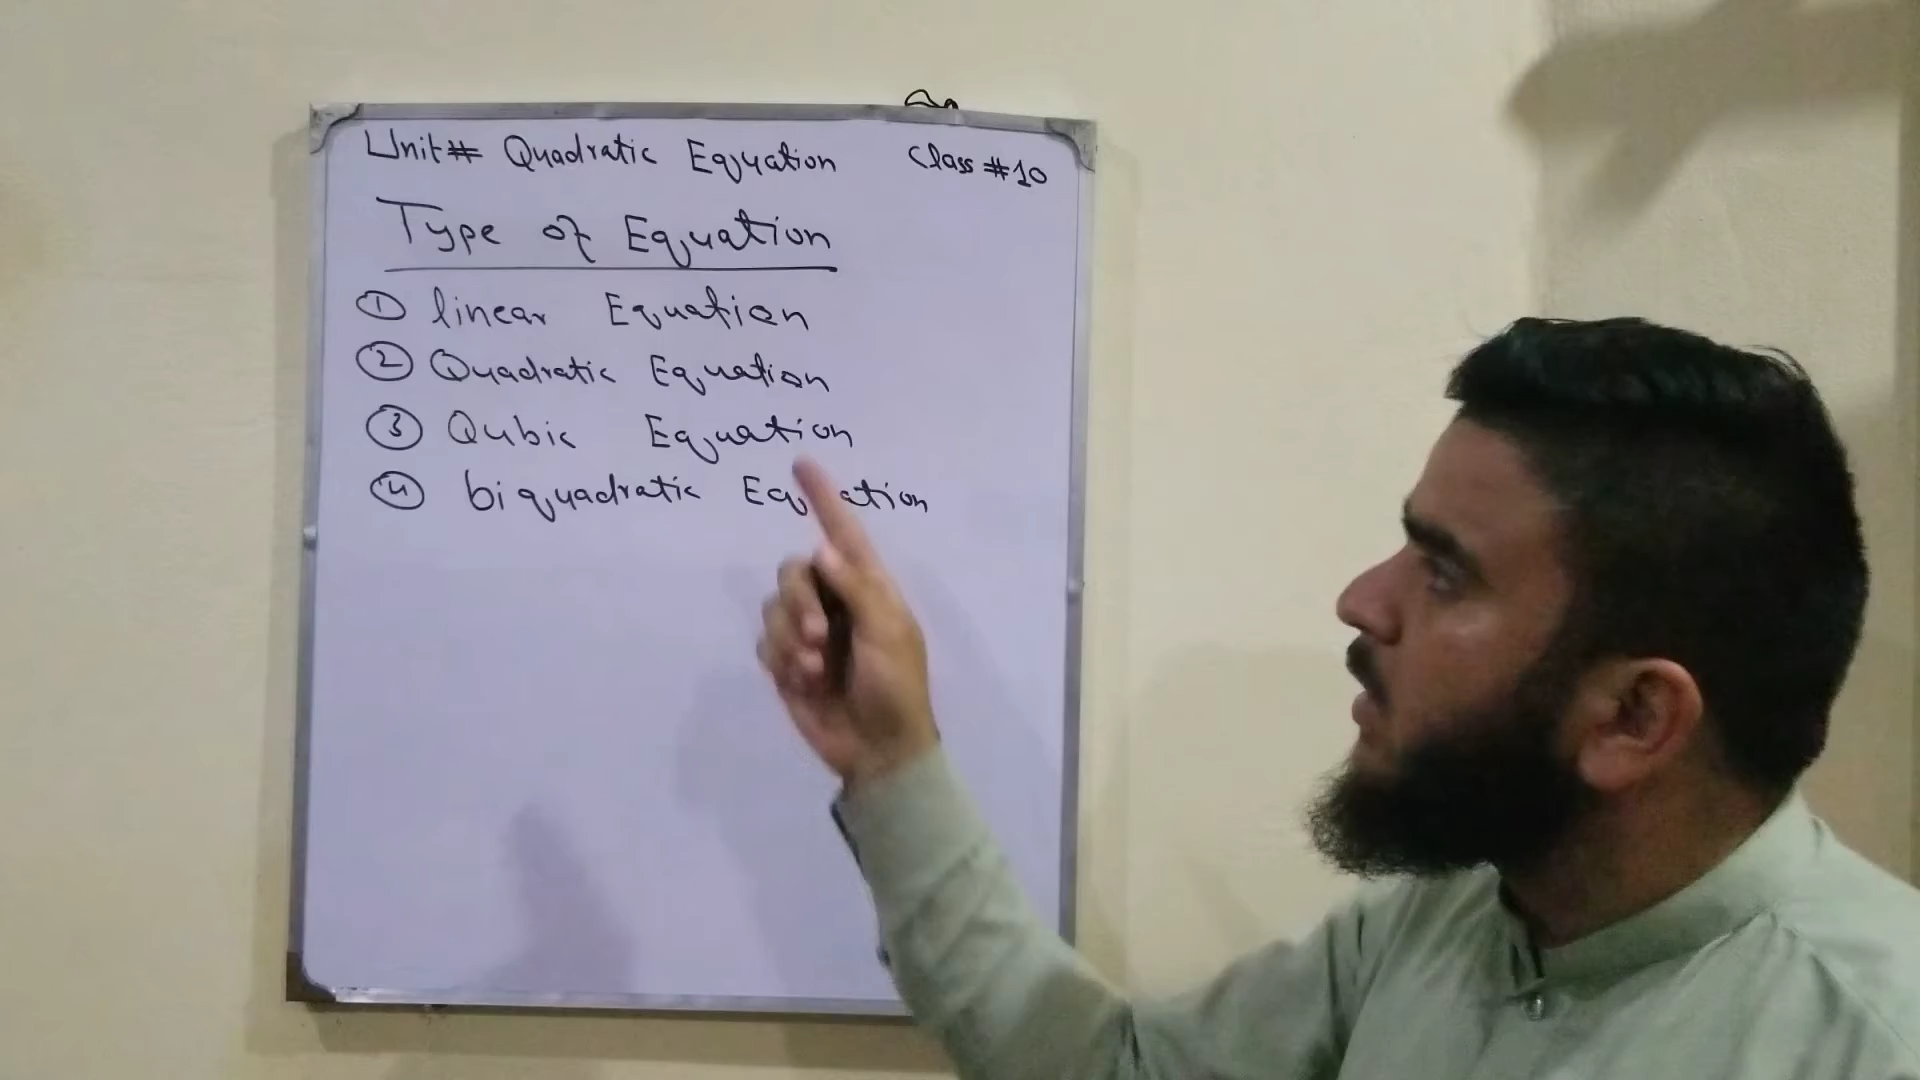 Unit# Quadratic Equation Class #10
Type of Equation
① linear Equation
② Quadratic Equation
③ Qubic Equation
④ biquadratic Equation